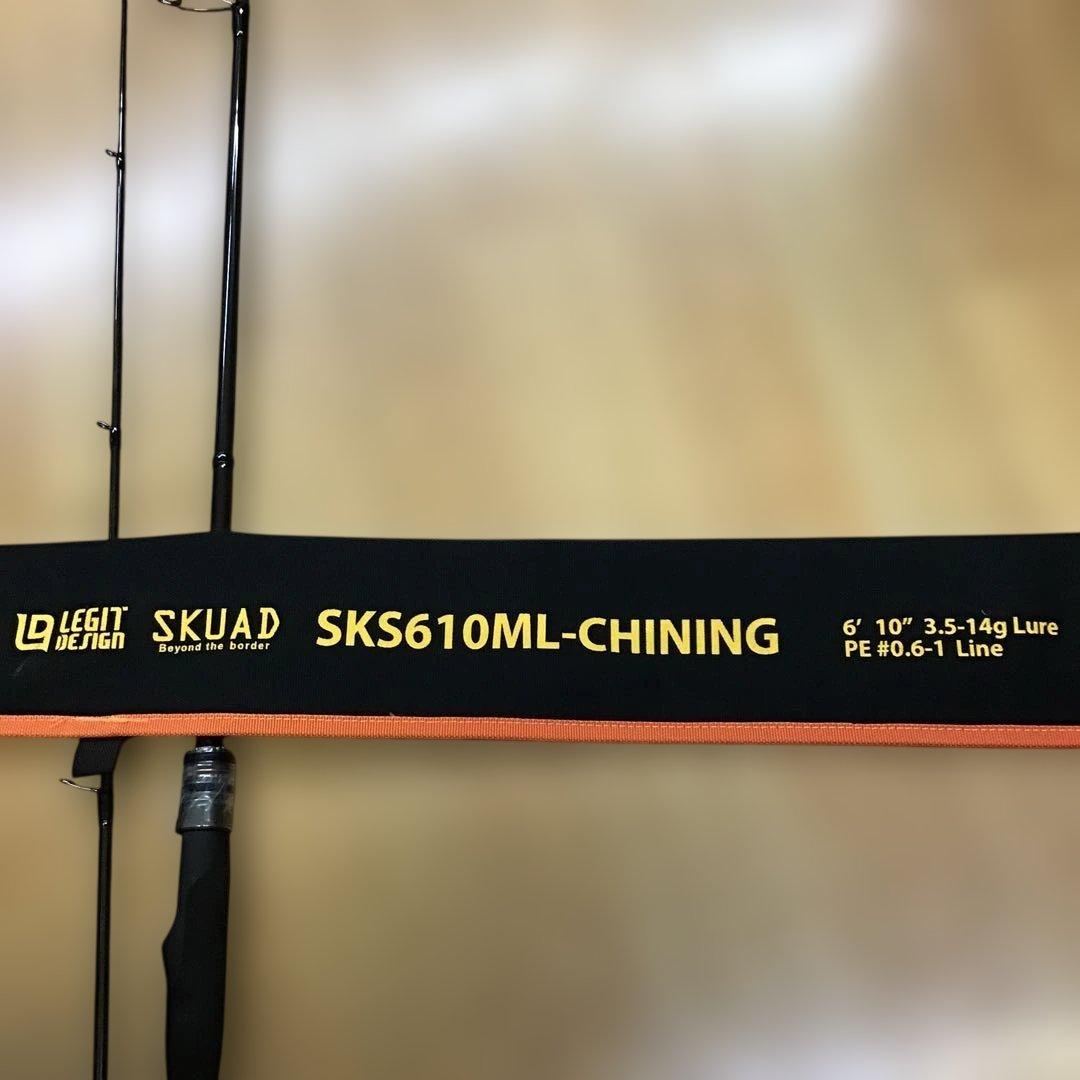 LD LEGIT DESIGN
SKUAD
Beyond the border
SKS610ML-CHINING
6’ 10” 3.5-14g Lure
PE #0.6-1 Line